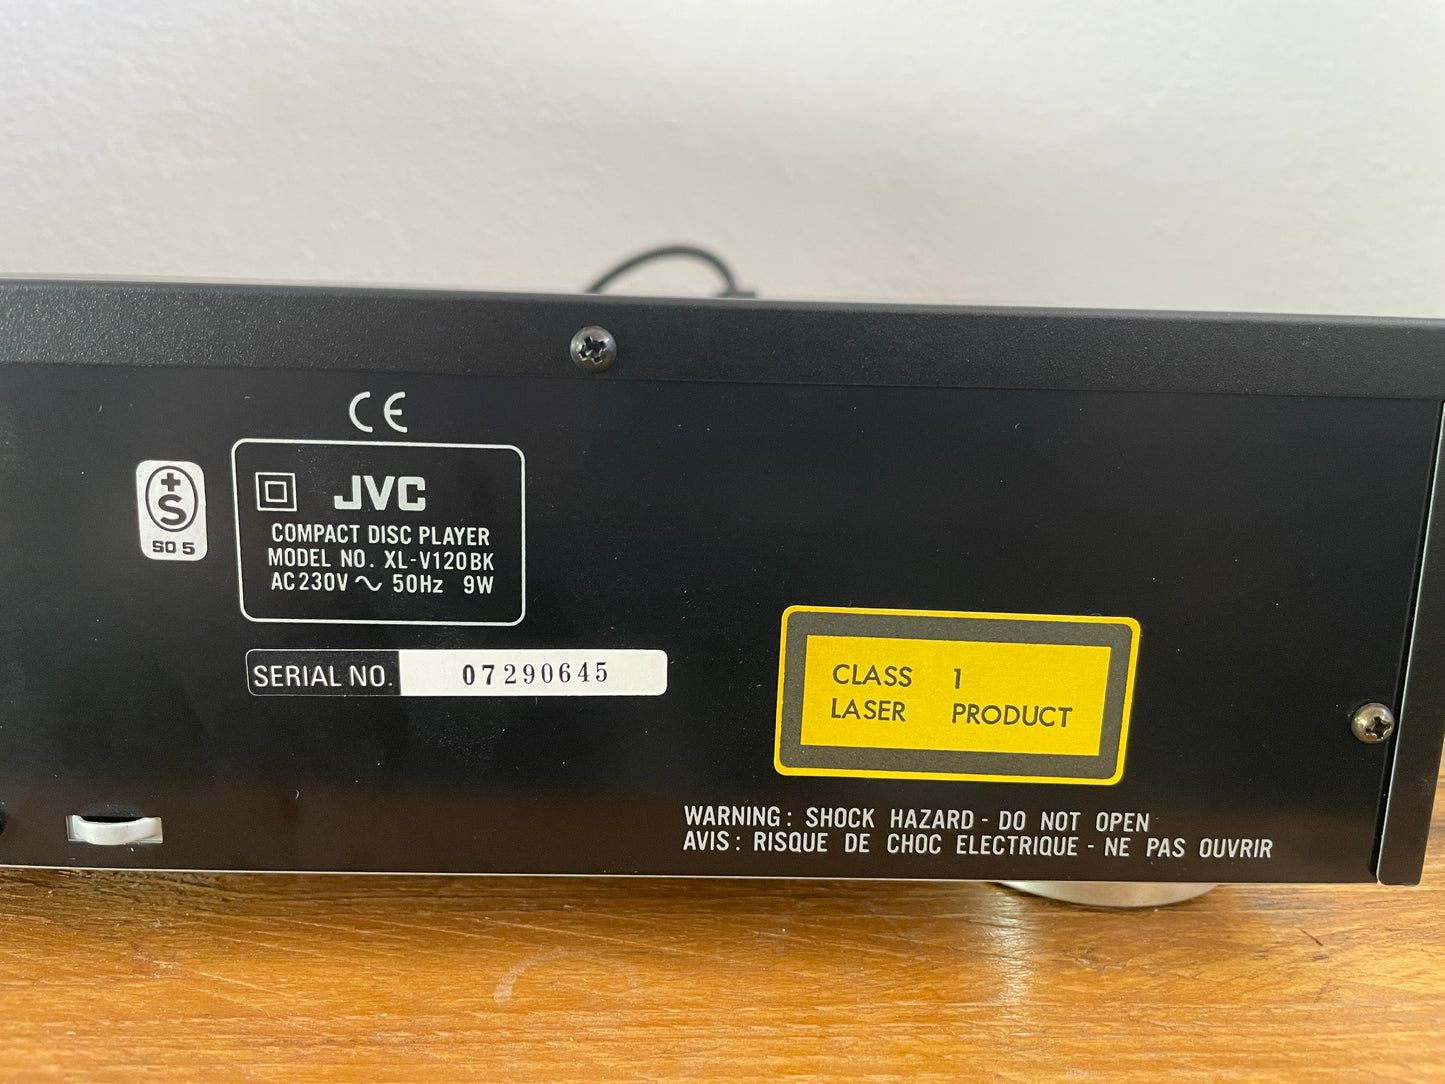 CE
+
S
SO 5
JVC
COMPACT DISC PLAYER
MODEL NO. XL-V120BK
AC230V ~ 50Hz 9W
SERIAL NO. 07290645
CLASS 1
LASER PRODUCT
WARNING: SHOCK HAZARD - DO NOT OPEN
AVIS: RISQUE DE CHOC ELECTRIQUE - NE PAS OUVRIR